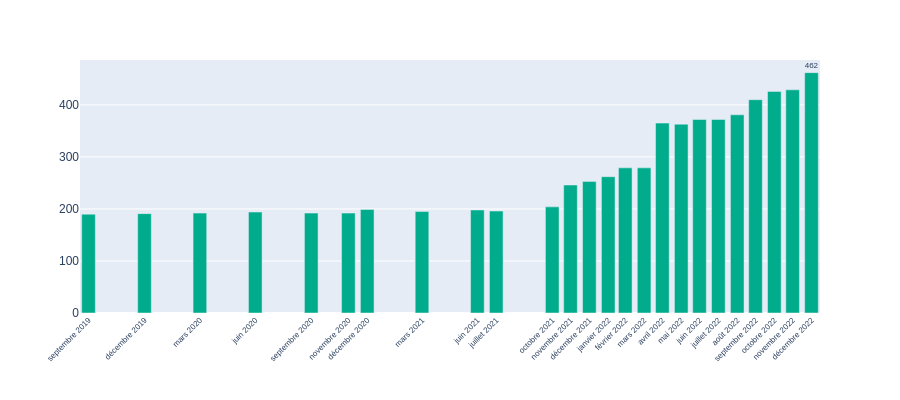 462
400
300
200
100
0
septembre 2019
décembre 2019
mars 2020
juin 2020
septembre 2020
novembre 2020
décembre 2020
mars 2021
juin 2021
juillet 2021
octobre 2021
novembre 2021
décembre 2021
janvier 2022
février 2022
mars 2022
avril 2022
mai 2022
juin 2022
juillet 2022
août 2022
septembre 2022
octobre 2022
novembre 2022
décembre 2022